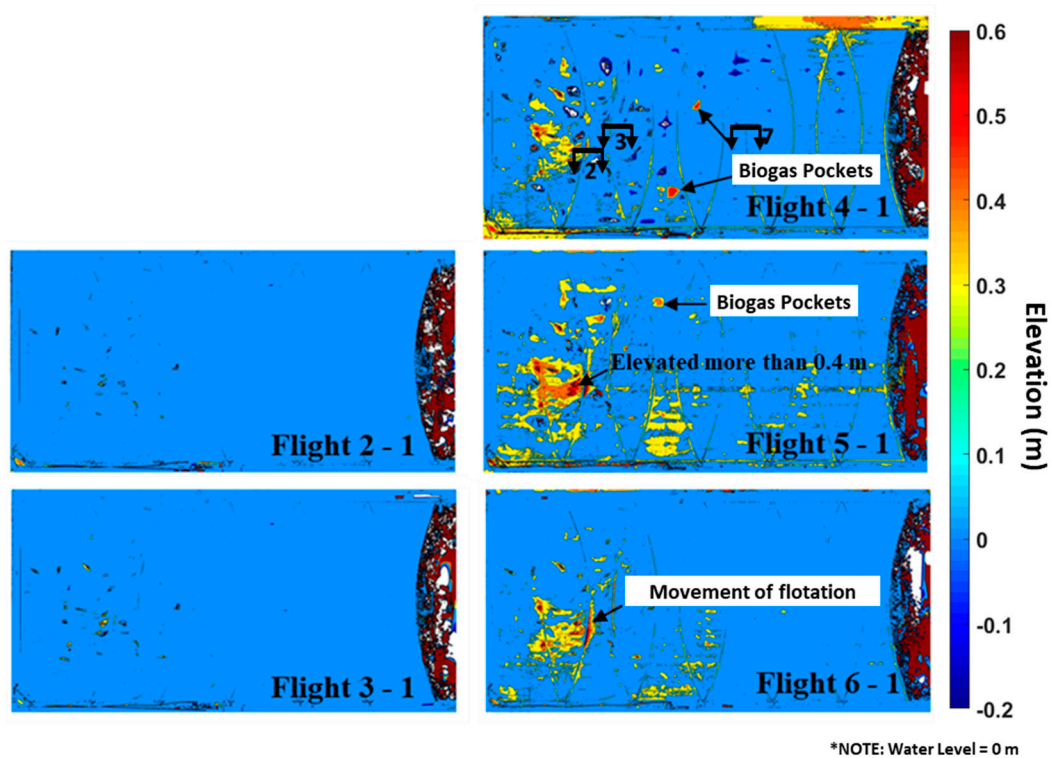 3
7
2
Biogas Pockets
Flight 4 - 1
Biogas Pockets
Elevated more than 0.4 m
Flight 2 - 1
Flight 5 - 1
Movement of flotation
Flight 3 - 1
Flight 6 - 1
0.6
0.5
0.4
0.3
0.2
0.1
0
-0.1
-0.2
Elevation (m)
*NOTE: Water Level = 0 m